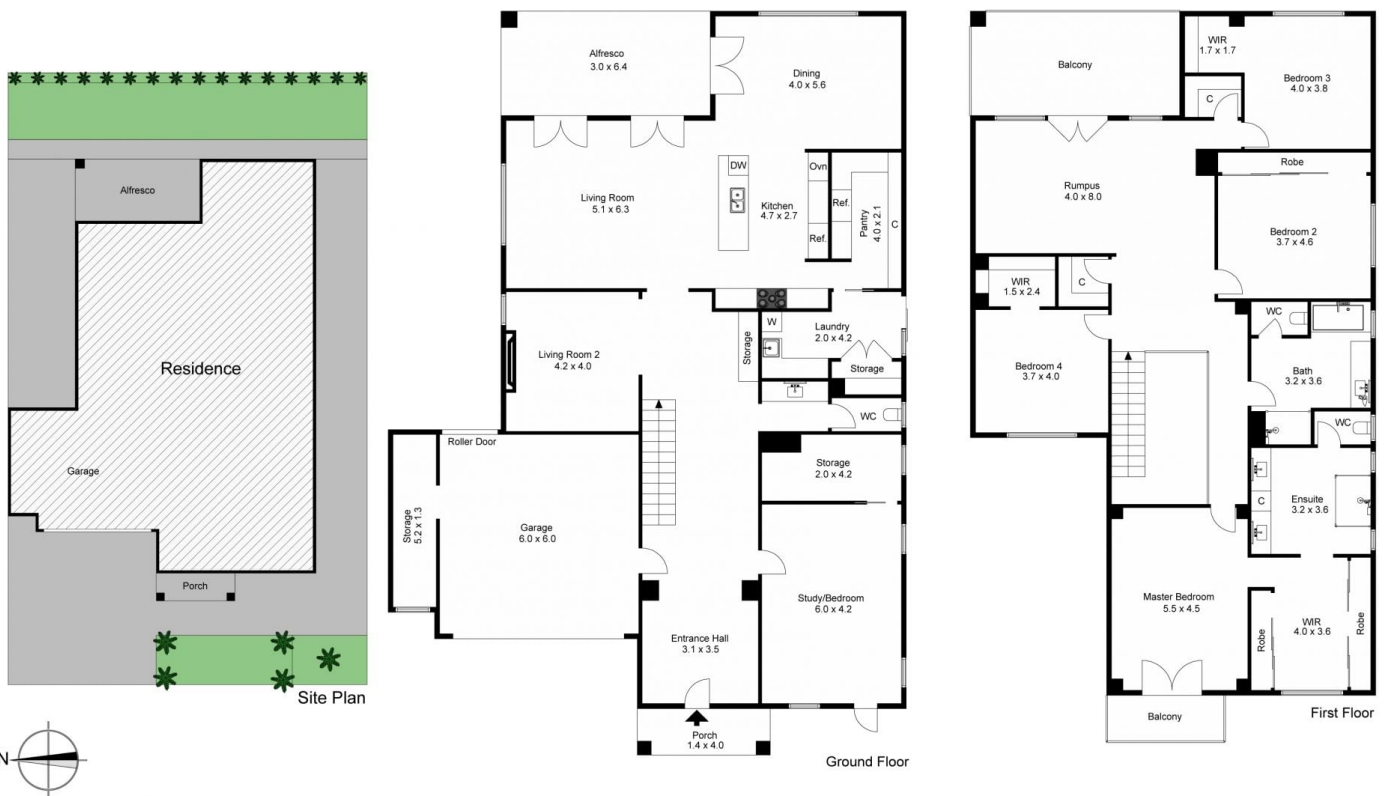 Alfresco
Residence
Garage
Porch
Site Plan
N
Alfresco
3.0 x 6.4
Dining
4.0 x 5.6
Living Room
5.1 x 6.3
DW
Kitchen
4.7 x 2.7
Ovn
Ref.
Ref.
Pantry
4.0 x 2.1
C
Living Room 2
4.2 x 4.0
Storage
W
Laundry
2.0 x 4.2
Storage
WC
Roller Door
Storage
5.2 x 1.3
Garage
6.0 x 6.0
Storage
2.0 x 4.2
Study/Bedroom
6.0 x 4.2
Entrance Hall
3.1 x 3.5
Porch
1.4 x 4.0
Ground Floor
Balcony
WIR
1.7 x 1.7
Bedroom 3
4.0 x 3.8
C
Rumpus
4.0 x 8.0
Robe
Bedroom 2
3.7 x 4.6
WIR
1.5 x 2.4
C
Bedroom 4
3.7 x 4.0
WC
Bath
3.2 x 3.6
WC
C
Ensuite
3.2 x 3.6
Master Bedroom
5.5 x 4.5
Robe
WIR
4.0 x 3.6
Robe
Balcony
First Floor